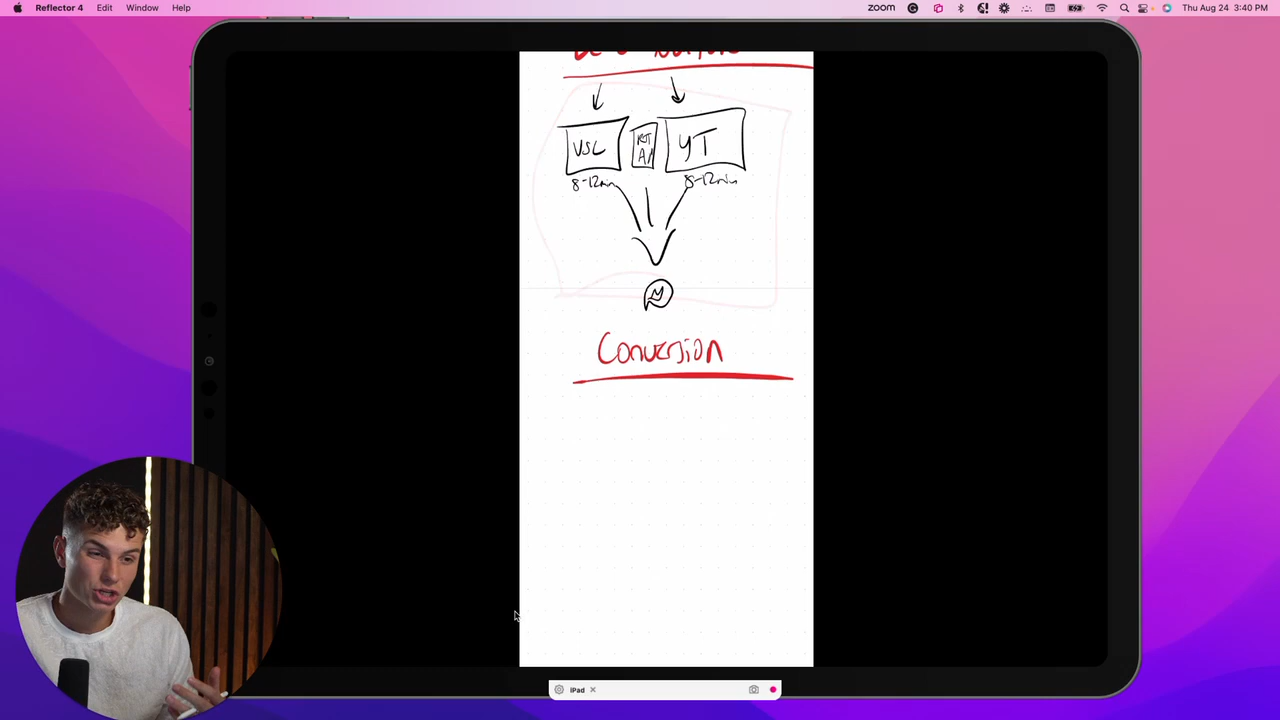 Reflector 4 Edit Window Help zoom Thu Aug 24 3:40 PM
VSL YT
8-12min 8-12min
Conversion
iPad